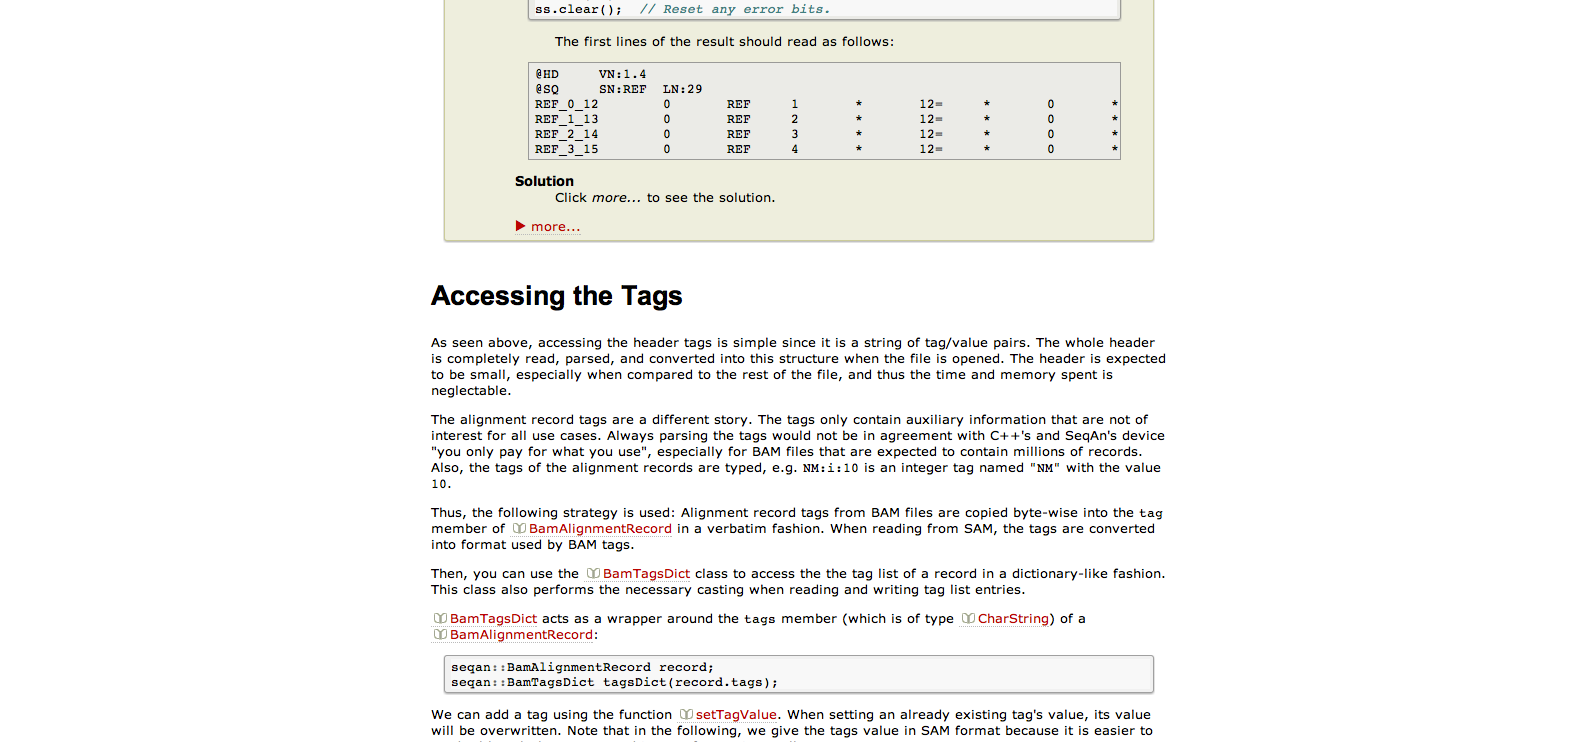 ss.clear();  // Reset any error bits.
The first lines of the result should read as follows:
@HD     VN:1.4
@SQ     SN:REF  LN:29
REF_0_12        0       REF     1       *       12=     *       0       *
REF_1_13        0       REF     2       *       12=     *       0       *
REF_2_14        0       REF     3       *       12=     *       0       *
REF_3_15        0       REF     4       *       12=     *       0       *
Solution
Click more... to see the solution.
more...
Accessing the Tags
As seen above, accessing the header tags is simple since it is a string of tag/value pairs. The whole header
is completely read, parsed, and converted into this structure when the file is opened. The header is expected
to be small, especially when compared to the rest of the file, and thus the time and memory spent is
neglectable.
The alignment record tags are a different story. The tags only contain auxiliary information that are not of
interest for all use cases. Always parsing the tags would not be in agreement with C++'s and SeqAn's device
"you only pay for what you use", especially for BAM files that are expected to contain millions of records.
Also, the tags of the alignment records are typed, e.g. NM:i:10 is an integer tag named "NM" with the value
10.
Thus, the following strategy is used: Alignment record tags from BAM files are copied byte-wise into the tag
member of BamAlignmentRecord in a verbatim fashion. When reading from SAM, the tags are converted
into format used by BAM tags.
Then, you can use the BamTagsDict class to access the the tag list of a record in a dictionary-like fashion.
This class also performs the necessary casting when reading and writing tag list entries.
BamTagsDict acts as a wrapper around the tags member (which is of type CharString) of a
BamAlignmentRecord:
seqan::BamAlignmentRecord record;
seqan::BamTagsDict tagsDict(record.tags);
We can add a tag using the function setTagValue. When setting an already existing tag's value, its value
will be overwritten. Note that in the following, we give the tags value in SAM format because it is easier to